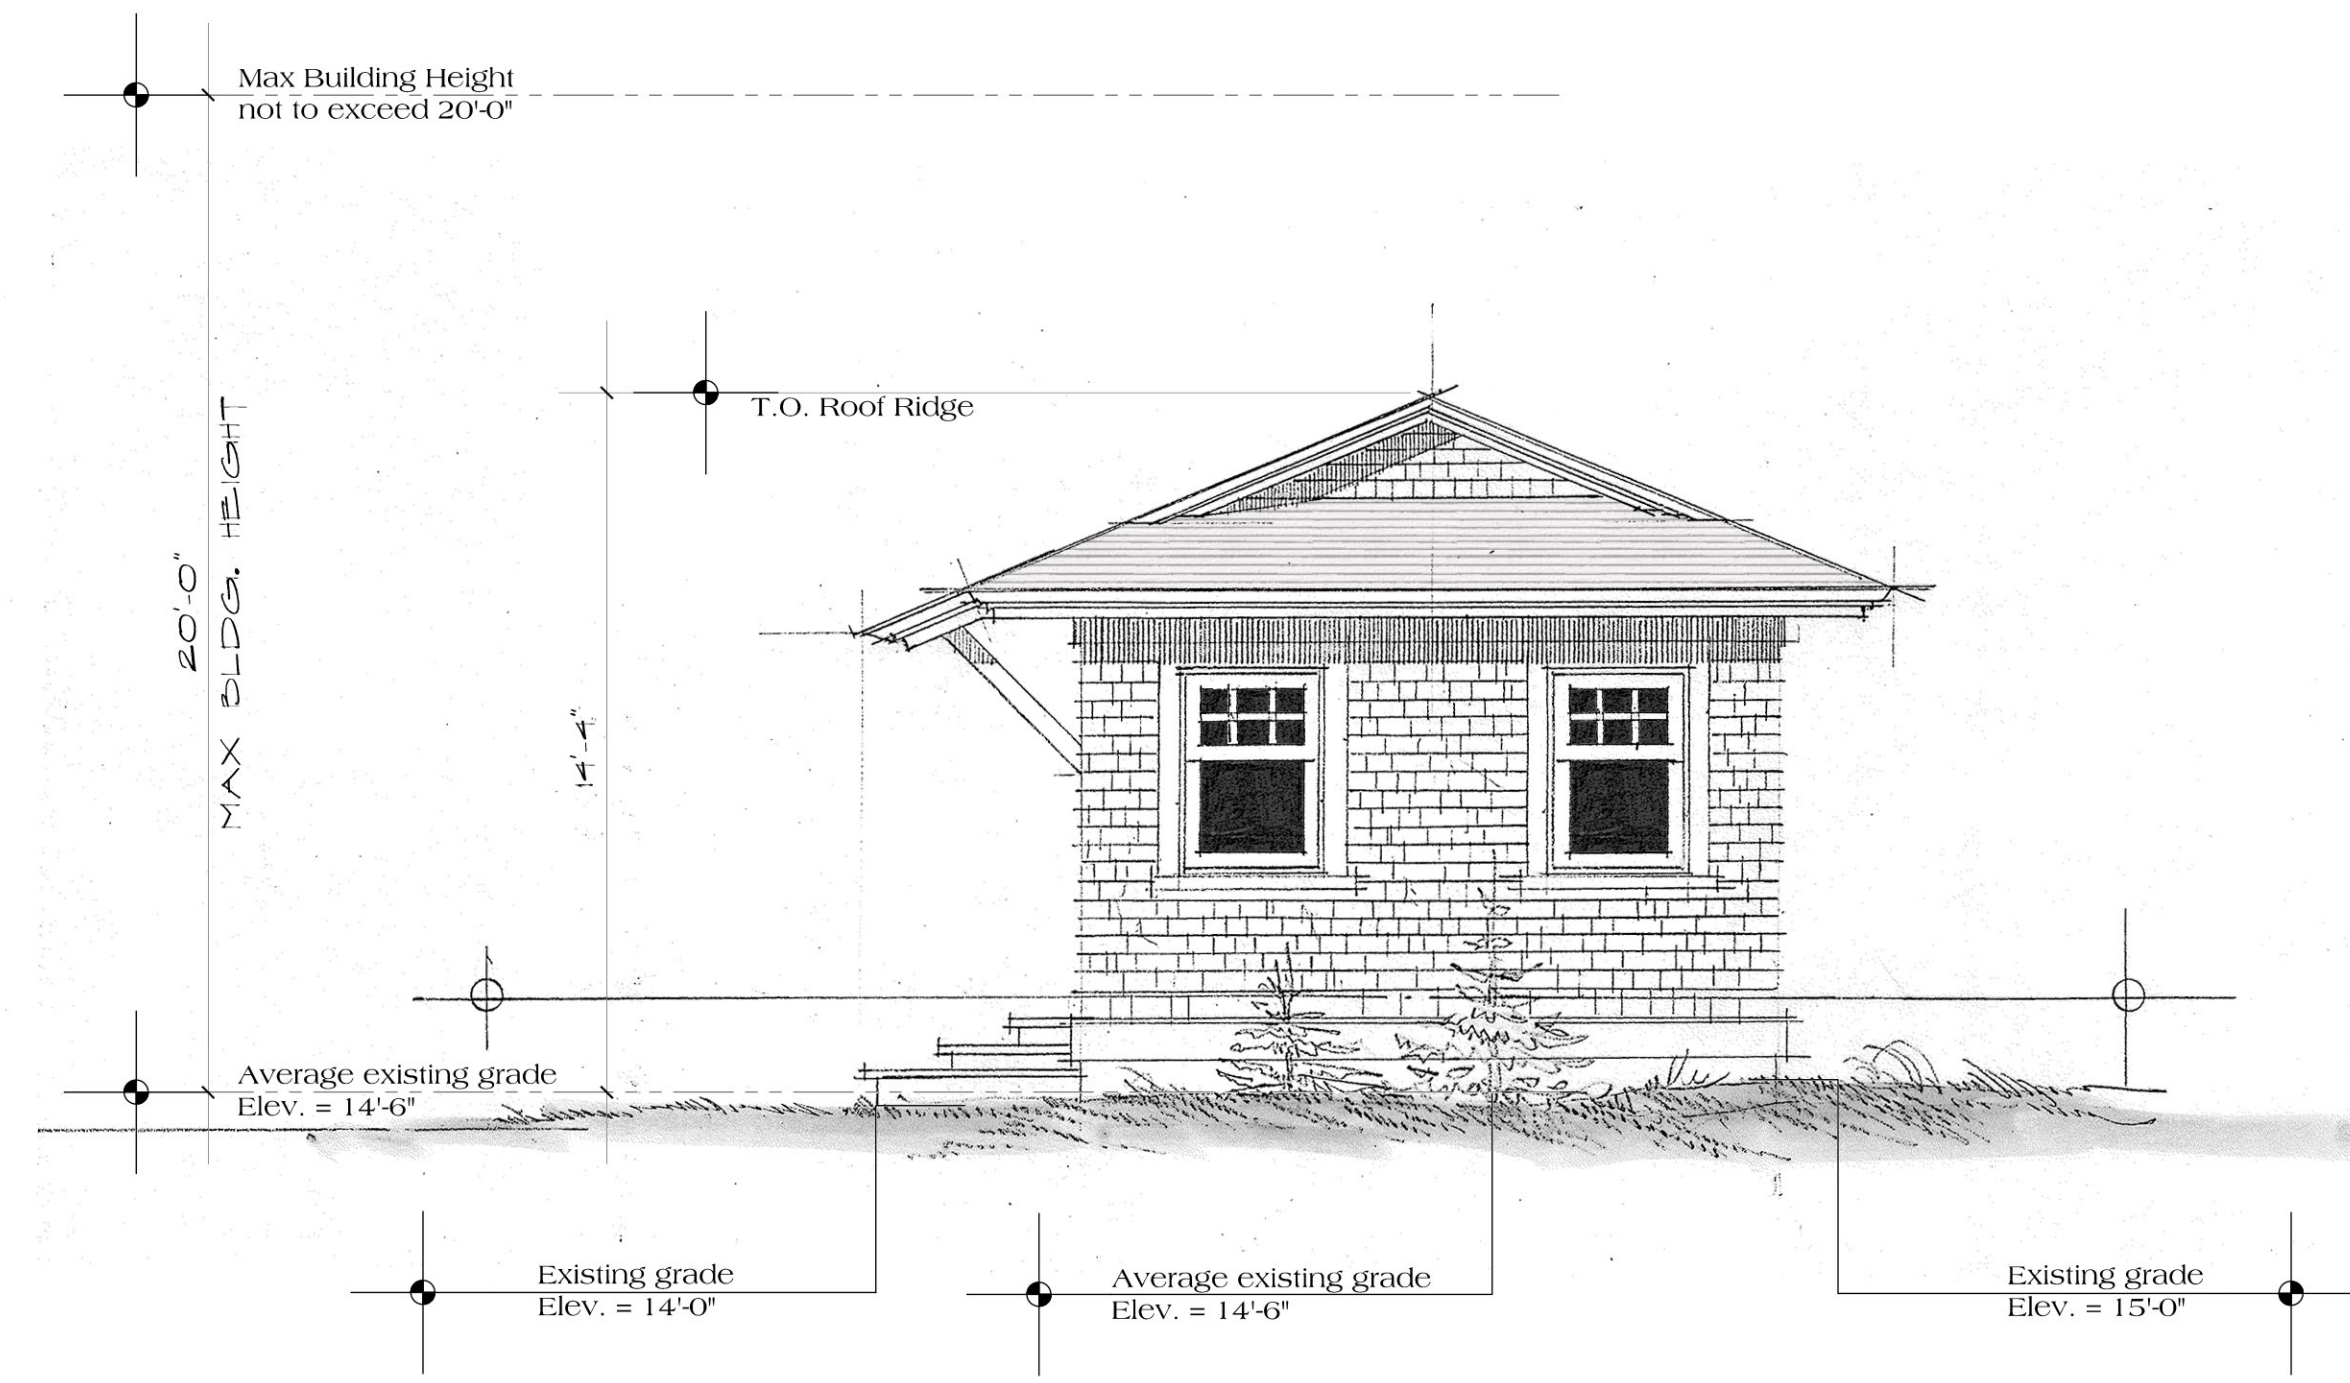 Max Building Height
not to exceed 20'-0"
T.O. Roof Ridge
20'-0"
MAX BLDG. HEIGHT
14'-4"
Average existing grade
Elev. = 14'-6"
Existing grade
Elev. = 14'-0"
Average existing grade
Elev. = 14'-6"
Existing grade
Elev. = 15'-0"